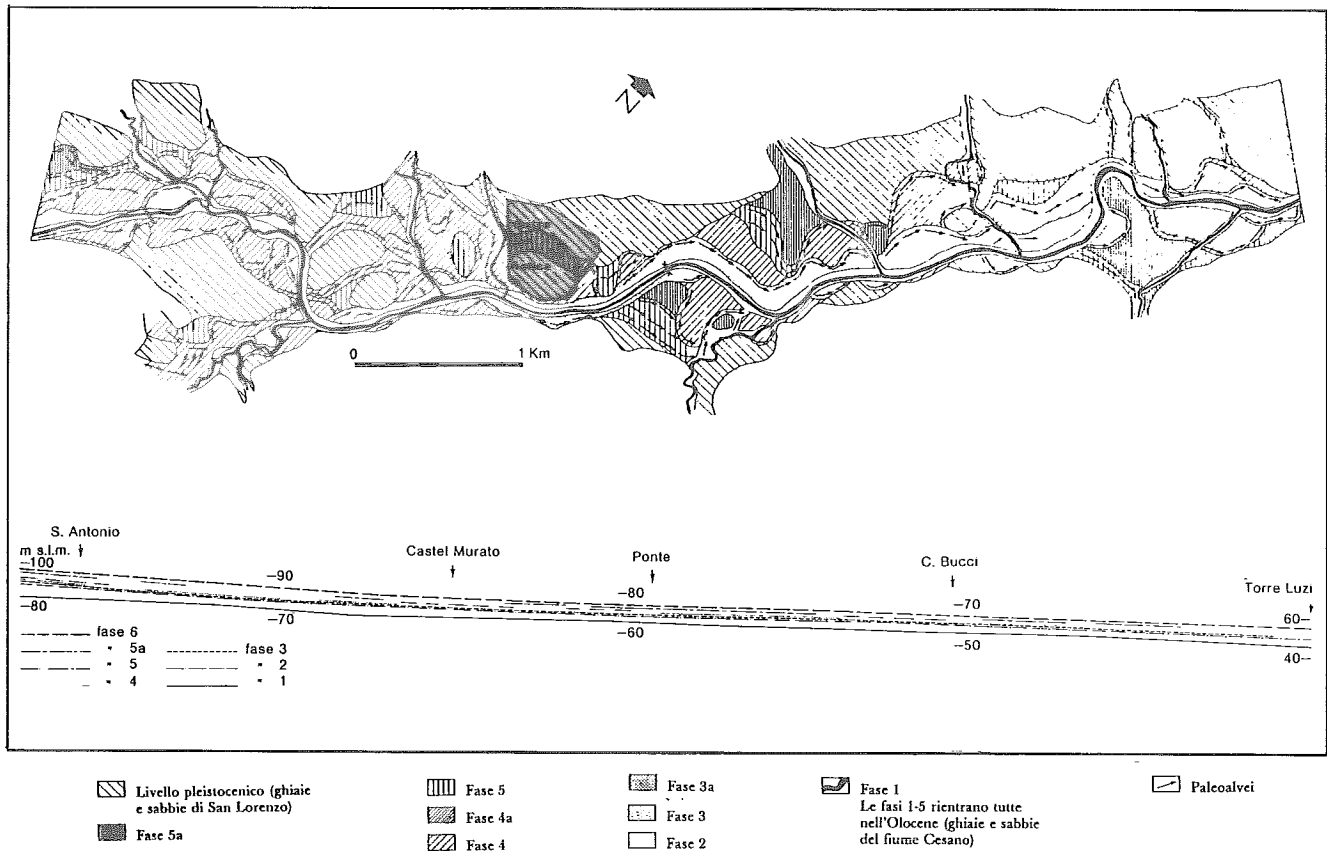 N
0 1 Km
S. Antonio
m s.l.m.
–100
–90
Castel Murato
Ponte
–80
C. Bucci
–70
Torre Luzi
60–
–80
–70
–60
–50
40–
fase 6
" 5a
" 5
" 4
fase 3
" 2
" 1
Livello pleistocenico (ghiaie
e sabbie di San Lorenzo)
Fase 5a
Fase 5
Fase 4a
Fase 4
Fase 3a
Fase 3
Fase 2
Fase 1
Le fasi 1-5 rientrano tutte
nell'Olocene (ghiaie e sabbie
del fiume Cesano)
Paleoalvei